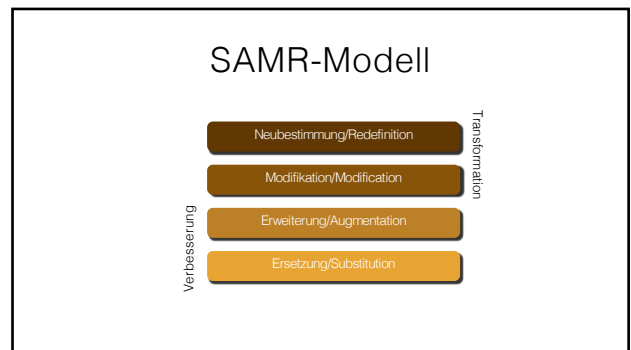 SAMR-Modell
Neubestimmung/Redefinition
Transformation
Modifikation/Modification
Erweiterung/Augmentation
Verbesserung
Ersetzung/Substitution